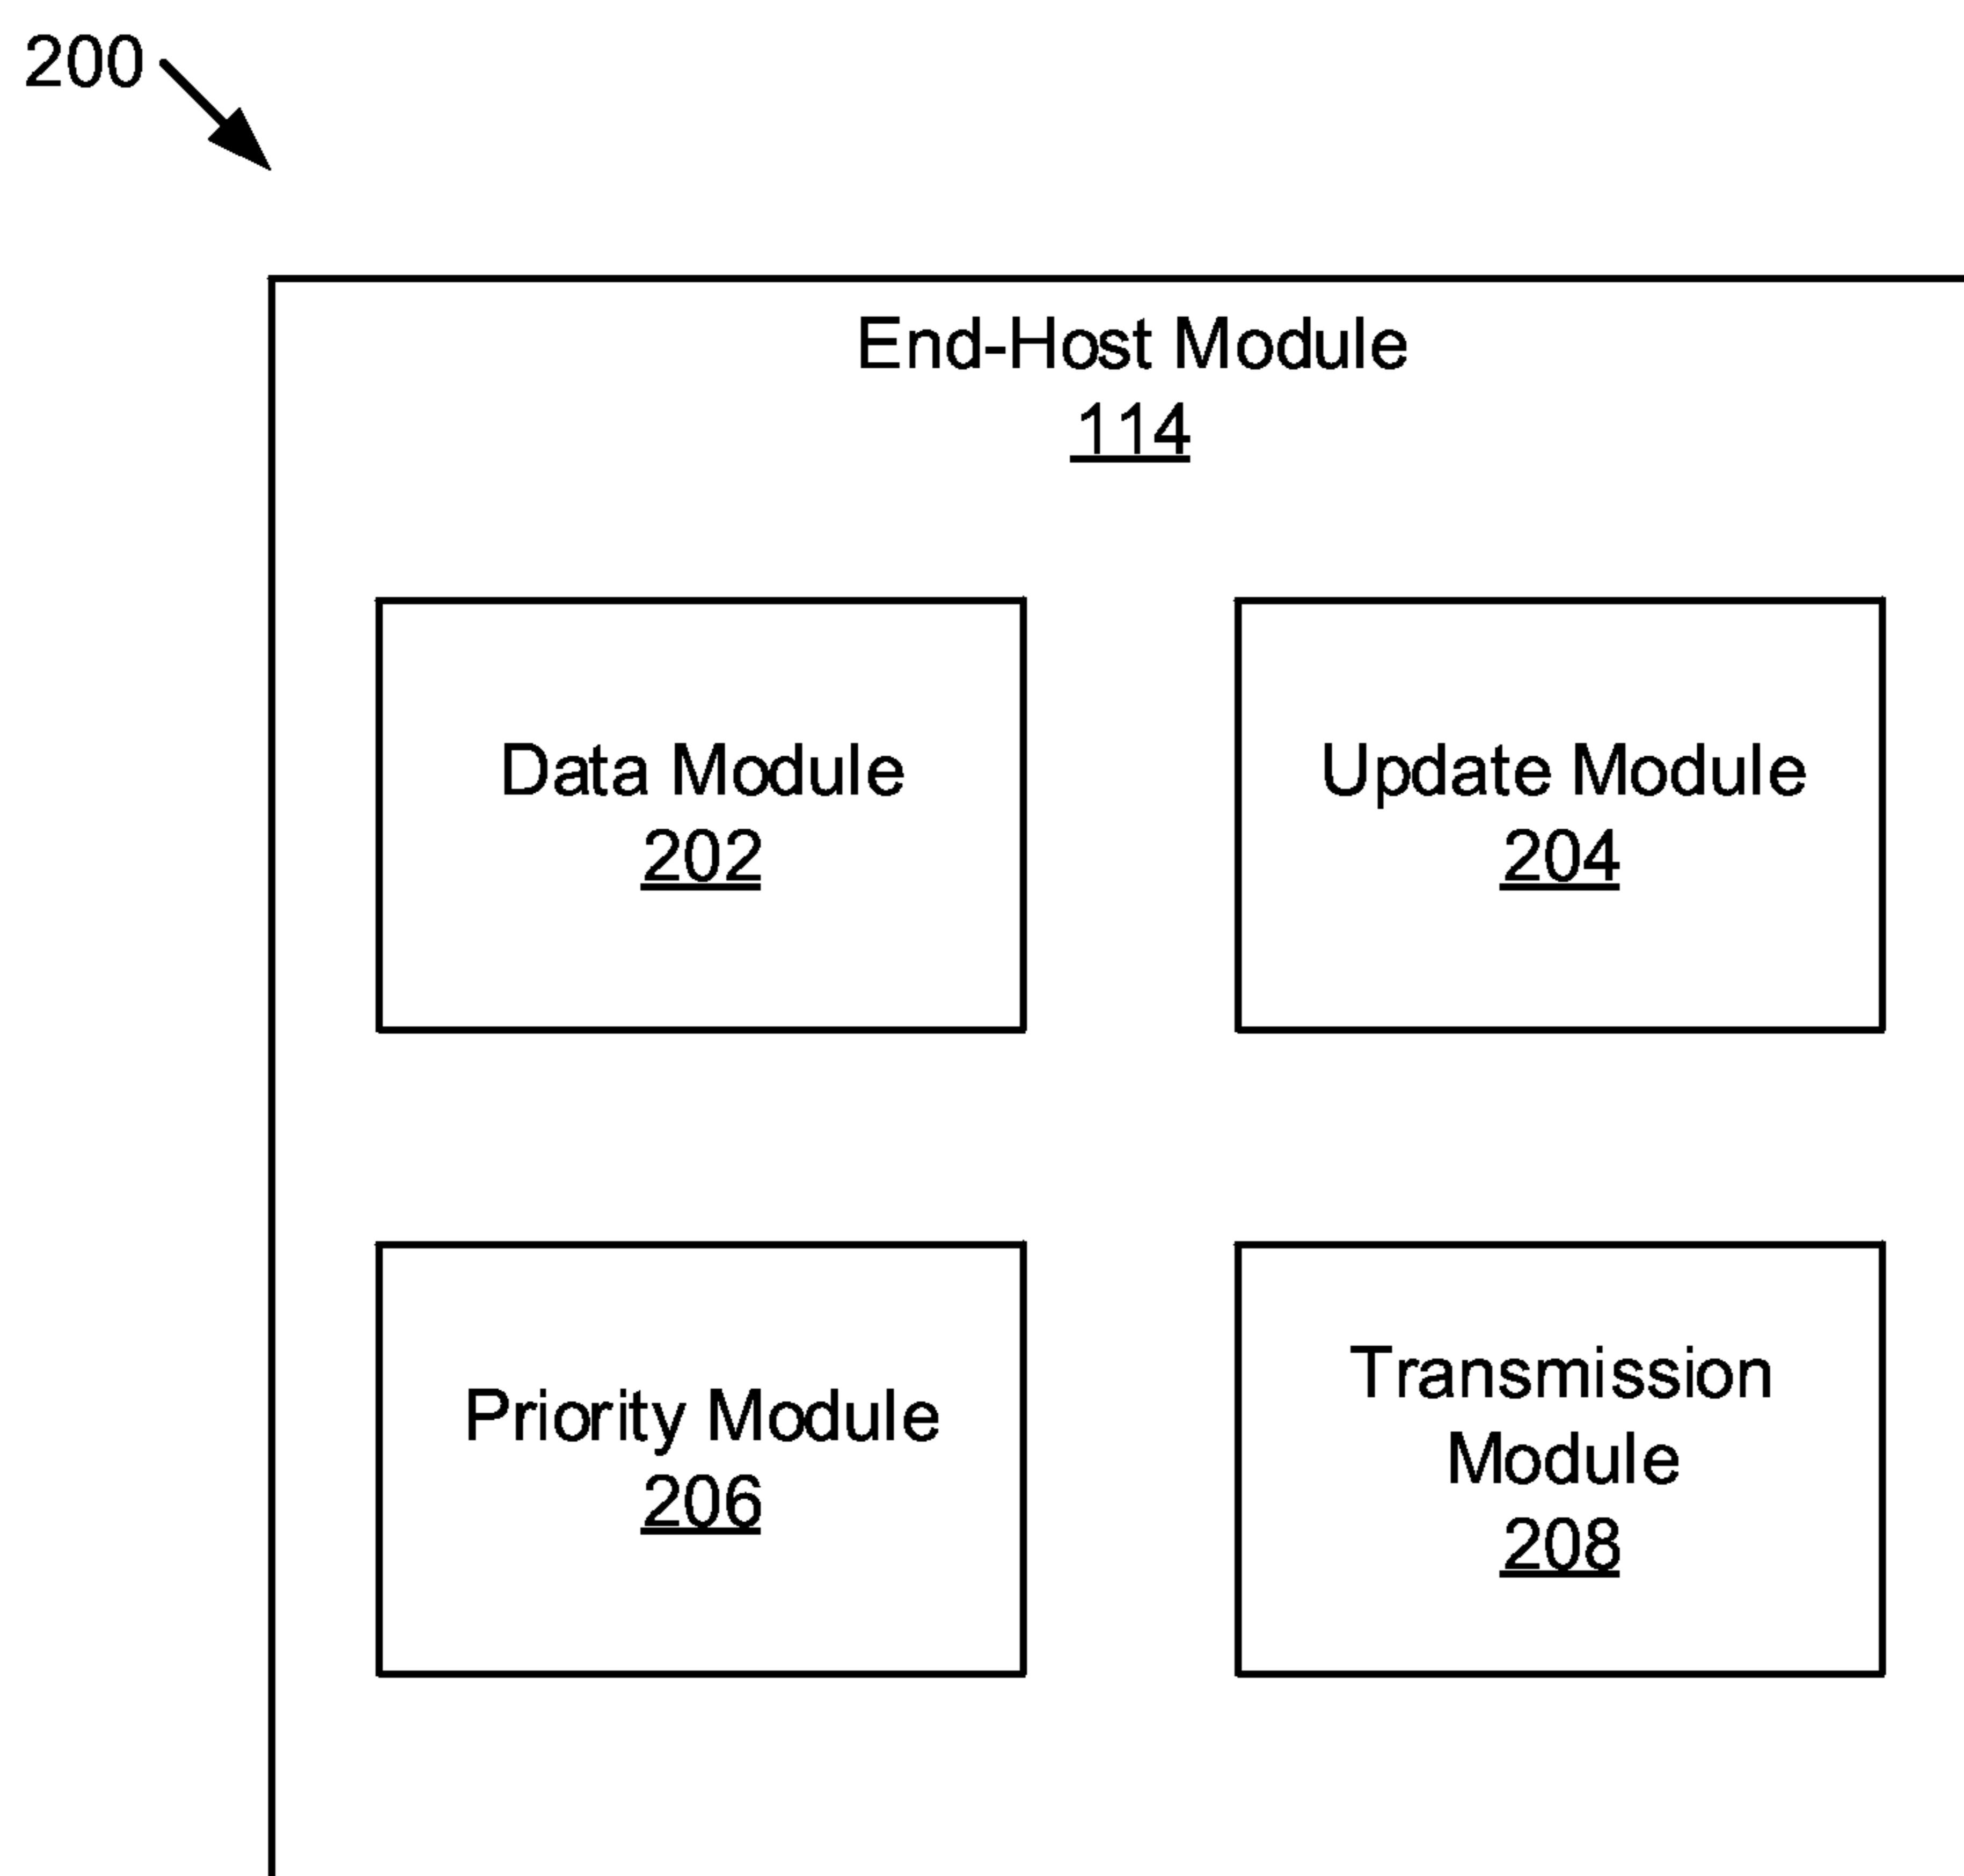 200
End-Host Module
114
Data Module
202
Update Module
204
Priority Module
206
Transmission
Module
208